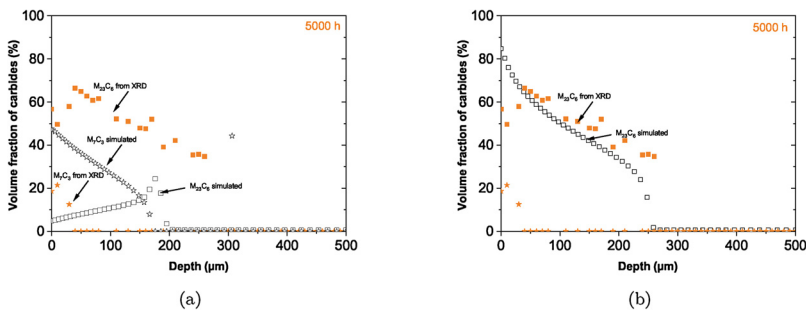 5000 h
Volume fraction of carbides (%)
100
80
60
40
20
0
M23C6 from XRD
M7C3 simulated
M7C3 from XRD
M23C6 simulated
0 100 200 300 400 500
Depth (µm)
(a)
5000 h
Volume fraction of carbides (%)
100
80
60
40
20
0
M23C6 from XRD
M23C6 simulated
0 100 200 300 400 500
Depth (µm)
(b)